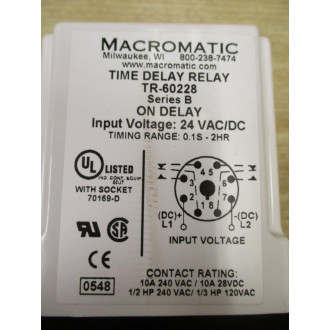 MACROMATIC
Milwaukee, WI 800-238-7474
www.macromatic.com
TIME DELAY RELAY
TR-60228
Series B
ON DELAY
Input Voltage: 24 VAC/DC
TIMING RANGE: 0.1S - 2HR
UL LISTED
IND. CONT. EQUIP.
WITH SOCKET
70169-D
4 5
3 6
2 7
1 8
(DC)+ -(DC)
L1 L2
INPUT VOLTAGE
CONTACT RATING:
10A 240 VAC / 10A 28VDC
1/2 HP 240 VAC/ 1/3 HP 120VAC
0548